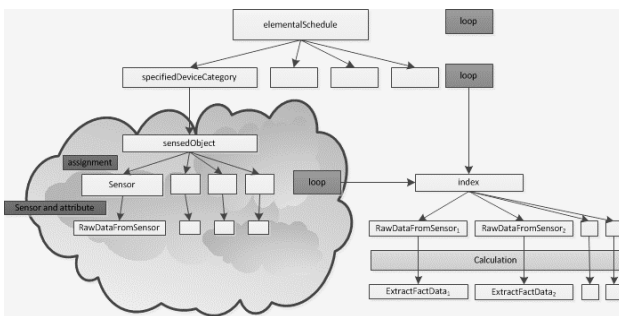 elementalSchedule
loop
specifiedDeviceCategory
loop
sensedObject
assignment
Sensor
loop
index
Sensor and attribute
RawDataFromSensor
RawDataFromSensor₁
RawDataFromSensor₂
Calculation
ExtractFactData₁
ExtractFactData₂